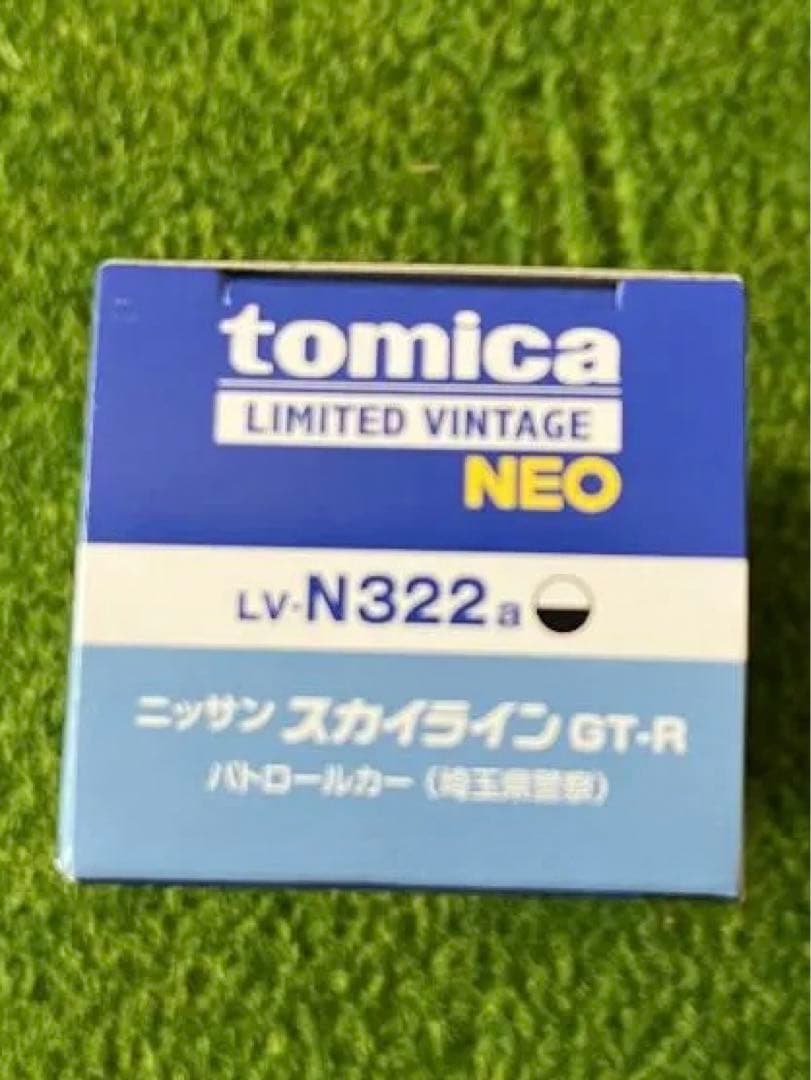 tomica
LIMITED VINTAGE
NEO
LV-N322a
ニッサン スカイライン GT-R
パトロールカー（埼玉県警察）